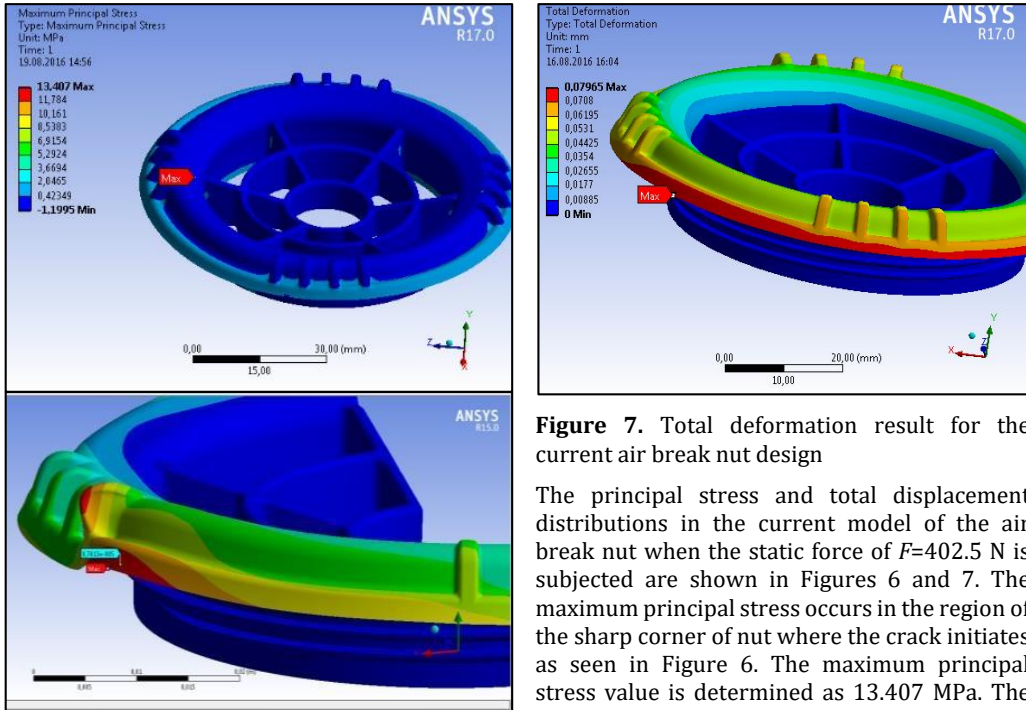 Maximum Principal Stress
Type: Maximum Principal Stress
Unit: MPa
Time: 1
19.08.2016 14:56
ANSYS
R17.0
13,407 Max
11,784
10,161
8,5383
6,9154
5,2924
3,6694
2,0465
0,42349
-1,1995 Min
Max
0,00
30,00 (mm)
15,00
Y
Z
X
ANSYS
R15.0
Max
0
0,01
0,02 (m)
0,005
0,015
Total Deformation
Type: Total Deformation
Unit: mm
Time: 1
16.08.2016 16:04
ANSYS
R17.0
0,07965 Max
0,0708
0,06195
0,0531
0,04425
0,0354
0,02655
0,0177
0,00885
0 Min
Max
0,00
20,00 (mm)
10,00
Y
Z
X
Figure 7. Total deformation result for the
current air break nut design
The principal stress and total displacement
distributions in the current model of the air
break nut when the static force of F=402.5 N is
subjected are shown in Figures 6 and 7. The
maximum principal stress occurs in the region of
the sharp corner of nut where the crack initiates
as seen in Figure 6. The maximum principal
stress value is determined as 13.407 MPa. The